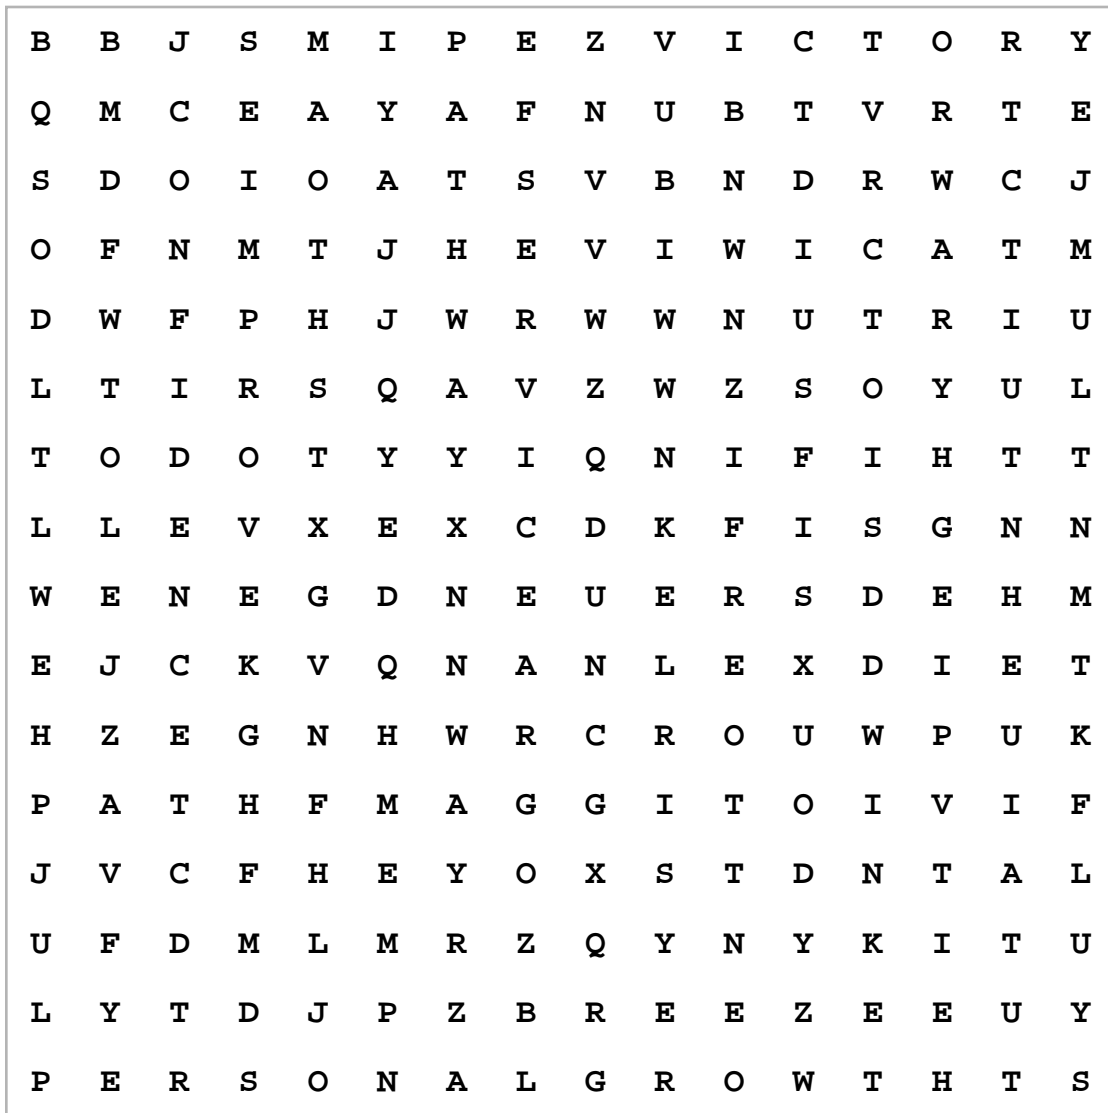 B B J S M I P E Z V I C T O R Y
Q M C E A Y A F N U B T V R T E
S D O I O A T S V B N D R W C J
O F N M T J H E V I W I C A T M
D W F P H J W R W W N U T R I U
L T I R S Q A V Z W Z S O Y U L
T O D O T Y Y I Q N I F I H T T
L L E V X E X C D K F I S G N N
W E N E G D N E U E R S D E H M
E J C K V Q N A N L E X D I E T
H Z E G N H W R C R O U W P U K
P A T H F M A G G I T O I V I F
J V C F H E Y O X S T D N T A L
U F D M L M R Z Q Y N Y K I T U
L Y T D J P Z B R E E Z E E U Y
P E R S O N A L G R O W T H T S